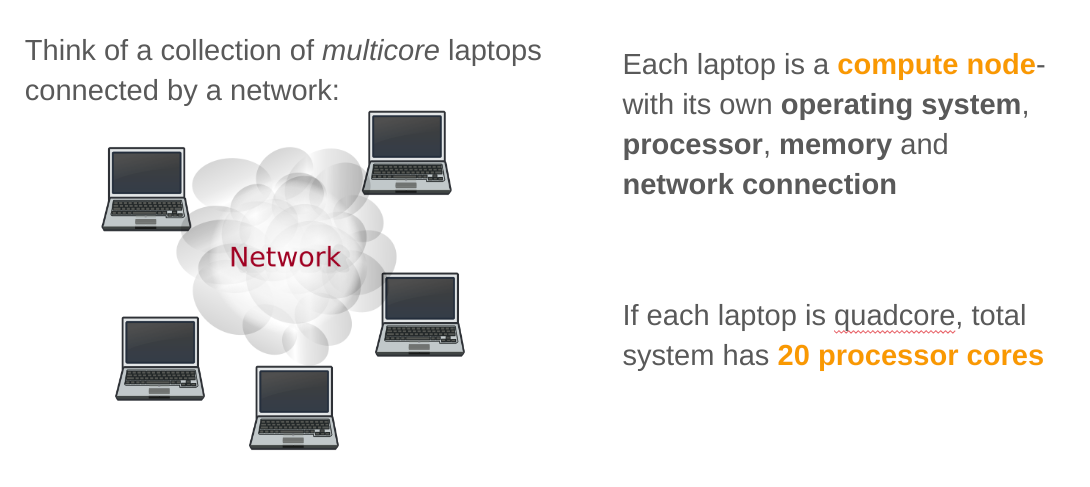 Think of a collection of multicore laptops
connected by a network:
Network
Each laptop is a compute node-
with its own operating system,
processor, memory and
network connection
If each laptop is quadcore, total
system has 20 processor cores